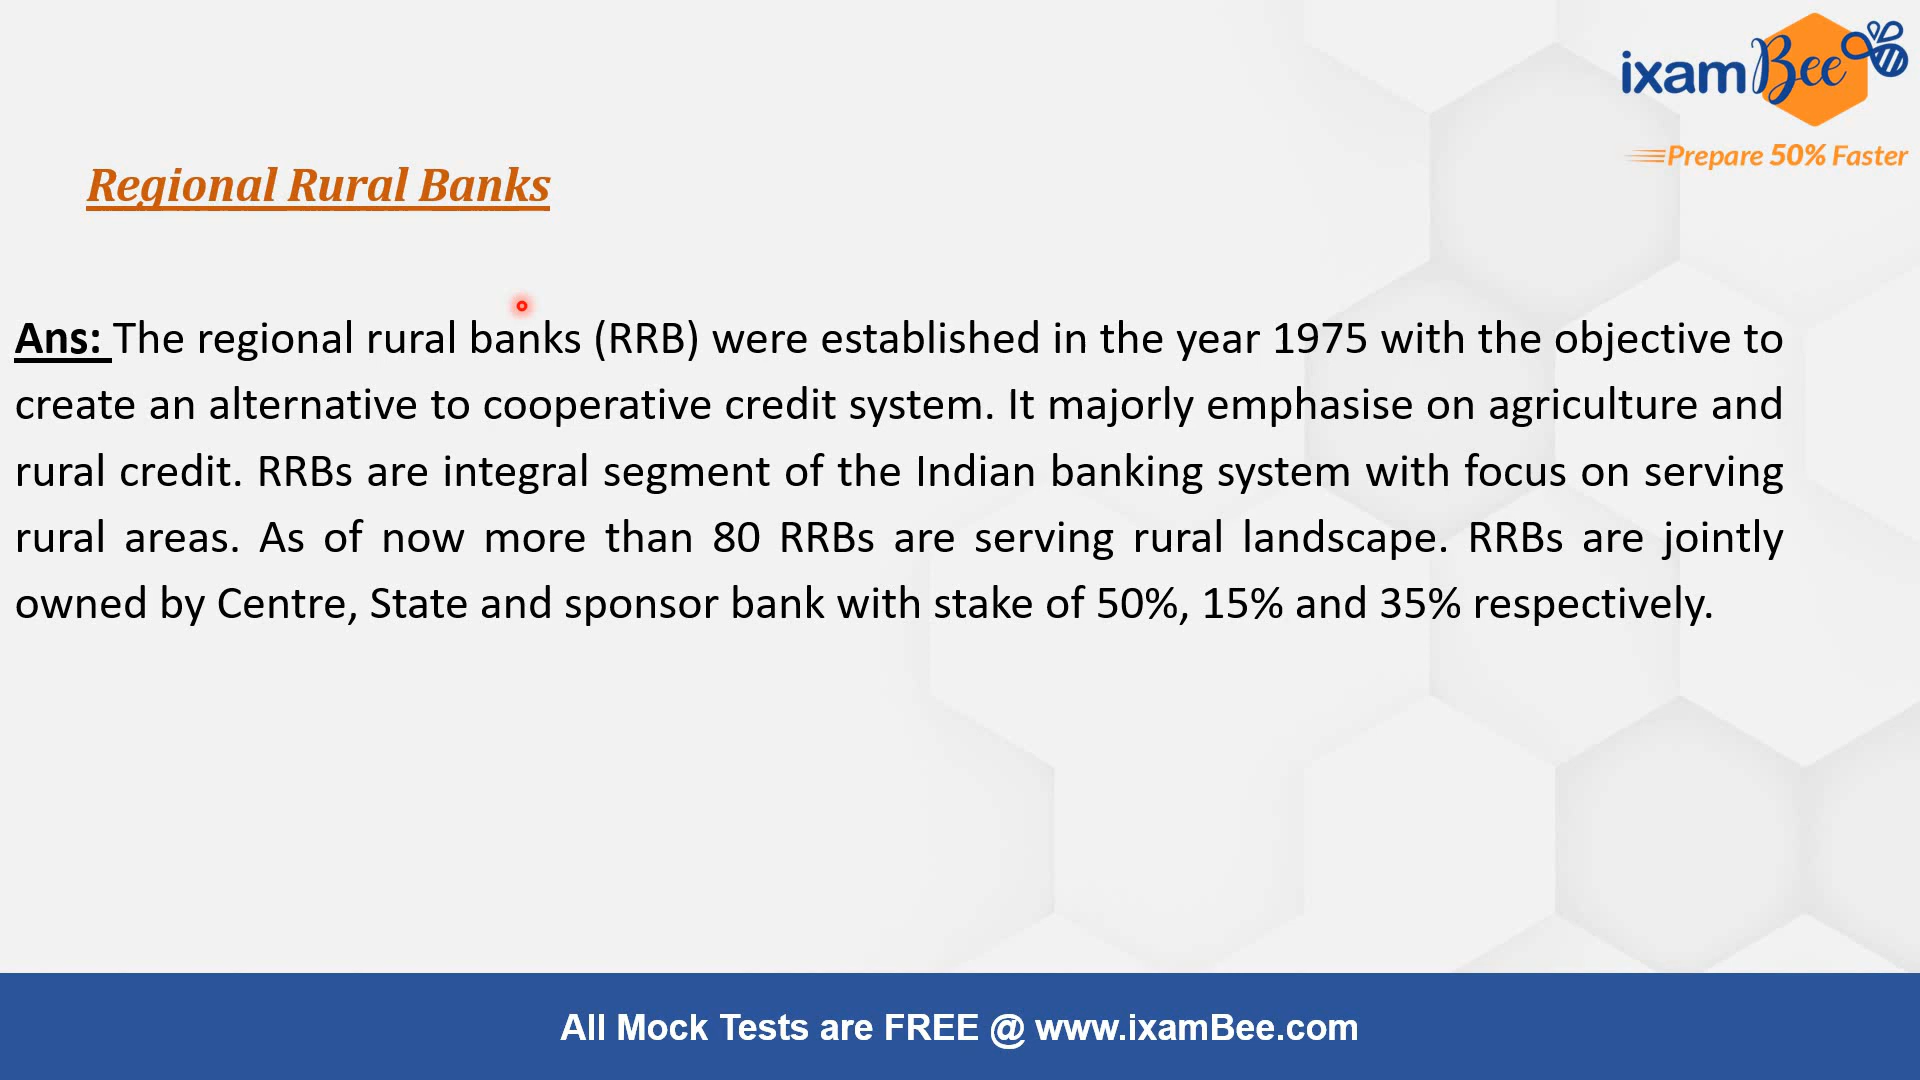 ixamBee
Prepare 50% Faster
Regional Rural Banks
Ans: The regional rural banks (RRB) were established in the year 1975 with the objective to
create an alternative to cooperative credit system. It majorly emphasise on agriculture and
rural credit. RRBs are integral segment of the Indian banking system with focus on serving
rural areas. As of now more than 80 RRBs are serving rural landscape. RRBs are jointly
owned by Centre, State and sponsor bank with stake of 50%, 15% and 35% respectively.
All Mock Tests are FREE @ www.ixamBee.com